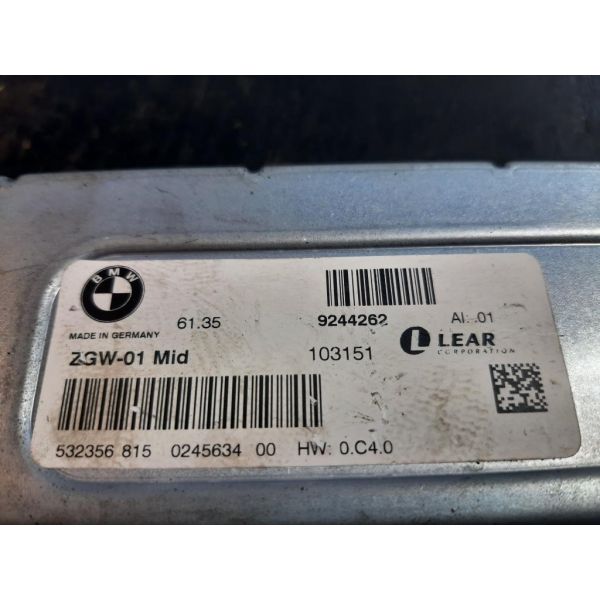 BMW
61.35 9244262 AI: .01
MADE IN GERMANY
ZGW-01 Mid 103151 LEAR
CORPORATION
532356 815 0245634 00 HW: 0.C4.0